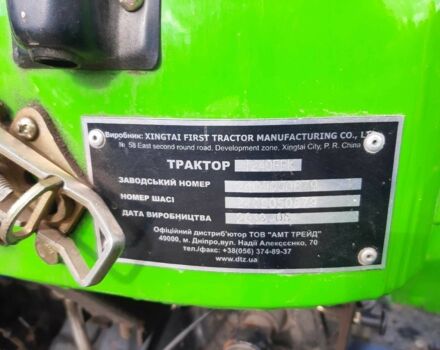 Виробник: XINGTAI FIRST TRACTOR MANUFACTURING CO., LT
№ 58 East second round road, Development zone, Xingtai City, P. R. China
ТРАКТОР
ЗАВОДСЬКИЙ НОМЕР
НОМЕР ШАСІ
ДАТА ВИРОБНИЦТВА
Офіційний дистриб'ютор ТОВ "АМТ ТРЕЙД"
49000, м. Дніпро,вул. Надії Алексєєнко, 70
тел./факс: +38(056) 374-89-37
www.dtz.ua